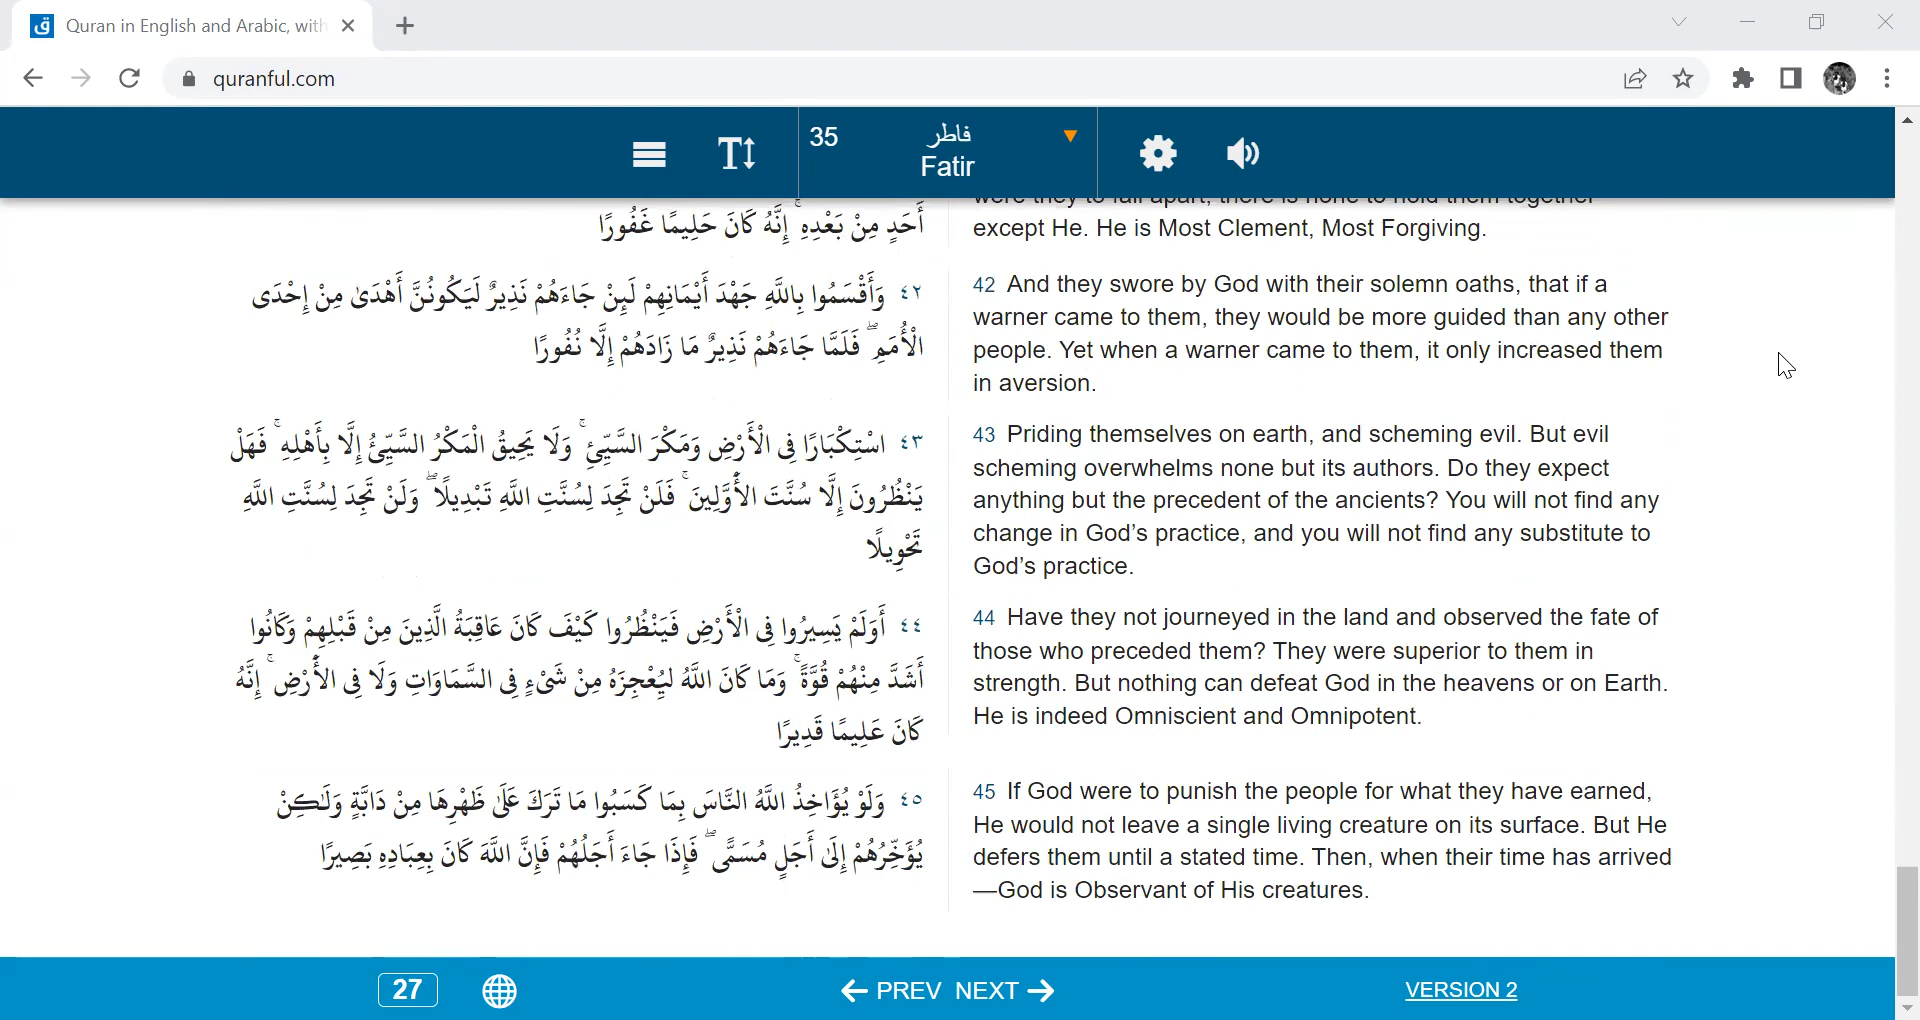 Quran in English and Arabic, with
quranful.com
35
فاطر
Fatir
أَحَدٍ مِنْ بَعْدِهِ ۚ إِنَّهُ كَانَ حَلِيمًا غَفُورًا
were they to fall apart, there is none to hold them together
except He. He is Most Clement, Most Forgiving.
٤٢ وَأَقْسَمُوا بِاللَّهِ جَهْدَ أَيْمَانِهِمْ لَئِنْ جَاءَهُمْ نَذِيرٌ لَيَكُونُنَّ أَهْدَىٰ مِنْ إِحْدَى
الْأُمَمِ ۖ فَلَمَّا جَاءَهُمْ نَذِيرٌ مَا زَادَهُمْ إِلَّا نُفُورًا
42 And they swore by God with their solemn oaths, that if a
warner came to them, they would be more guided than any other
people. Yet when a warner came to them, it only increased them
in aversion.
٤٣ اسْتِكْبَارًا فِي الْأَرْضِ وَمَكْرَ السَّيِّئِ ۚ وَلَا يَحِيقُ الْمَكْرُ السَّيِّئُ إِلَّا بِأَهْلِهِ ۚ فَهَلْ
يَنْظُرُونَ إِلَّا سُنَّتَ الْأَوَّلِينَ ۚ فَلَنْ تَجِدَ لِسُنَّتِ اللَّهِ تَبْدِيلًا ۖ وَلَنْ تَجِدَ لِسُنَّتِ اللَّهِ
تَحْوِيلًا
43 Priding themselves on earth, and scheming evil. But evil
scheming overwhelms none but its authors. Do they expect
anything but the precedent of the ancients? You will not find any
change in God’s practice, and you will not find any substitute to
God’s practice.
٤٤ أَوَلَمْ يَسِيرُوا فِي الْأَرْضِ فَيَنْظُرُوا كَيْفَ كَانَ عَاقِبَةُ الَّذِينَ مِنْ قَبْلِهِمْ وَكَانُوا
أَشَدَّ مِنْهُمْ قُوَّةً ۚ وَمَا كَانَ اللَّهُ لِيُعْجِزَهُ مِنْ شَيْءٍ فِي السَّمَاوَاتِ وَلَا فِي الْأَرْضِ ۚ إِنَّهُ
كَانَ عَلِيمًا قَدِيرًا
44 Have they not journeyed in the land and observed the fate of
those who preceded them? They were superior to them in
strength. But nothing can defeat God in the heavens or on Earth.
He is indeed Omniscient and Omnipotent.
٤٥ وَلَوْ يُؤَاخِذُ اللَّهُ النَّاسَ بِمَا كَسَبُوا مَا تَرَكَ عَلَىٰ ظَهْرِهَا مِنْ دَابَّةٍ وَلَٰكِنْ
يُؤَخِّرُهُمْ إِلَىٰ أَجَلٍ مُسَمًّى ۖ فَإِذَا جَاءَ أَجَلُهُمْ فَإِنَّ اللَّهَ كَانَ بِعِبَادِهِ بَصِيرًا
45 If God were to punish the people for what they have earned,
He would not leave a single living creature on its surface. But He
defers them until a stated time. Then, when their time has arrived
—God is Observant of His creatures.
27
PREV NEXT
VERSION 2